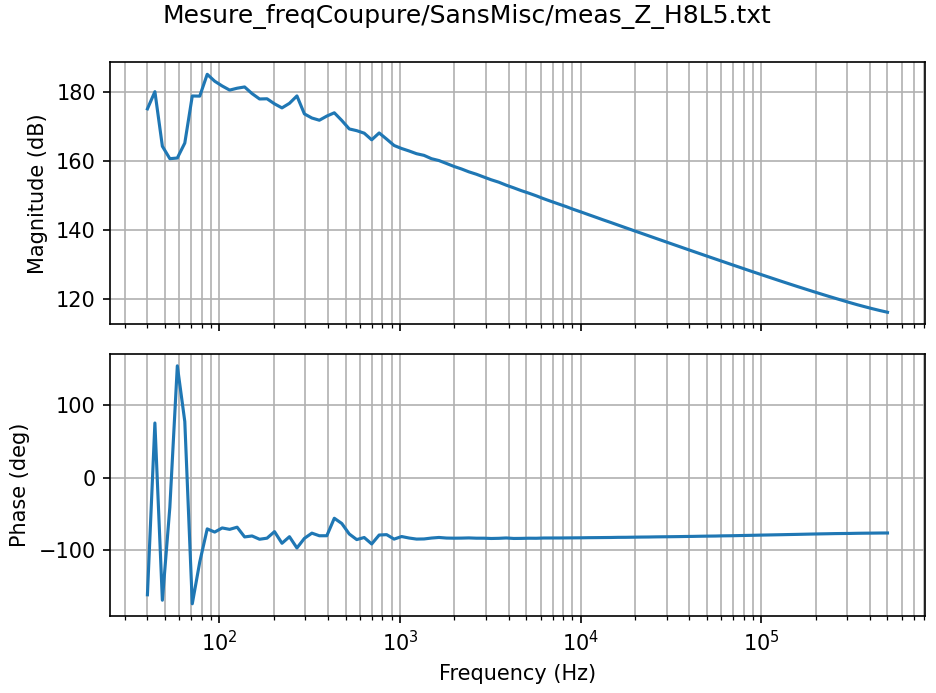 Mesure_freqCoupure/SansMisc/meas_Z_H8L5.txt
Magnitude (dB)
180
160
140
120
Phase (deg)
100
0
−100
10²
10³
10⁴
10⁵
Frequency (Hz)